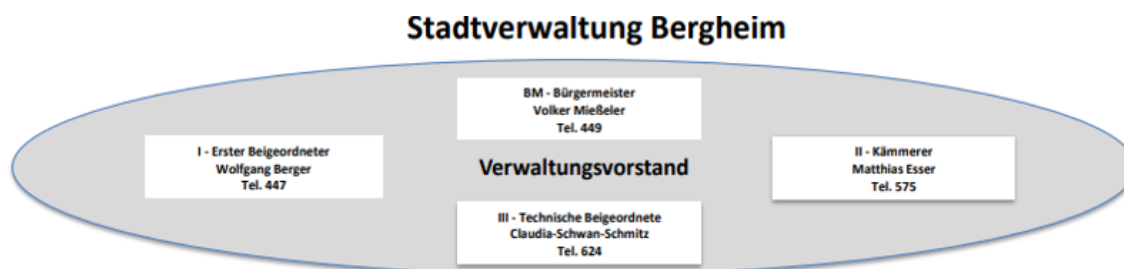 Stadtverwaltung Bergheim
BM - Bürgermeister
Volker Mießeler
Tel. 449
I - Erster Beigeordneter
Wolfgang Berger
Tel. 447
Verwaltungsvorstand
II - Kämmerer
Matthias Esser
Tel. 575
III - Technische Beigeordnete
Claudia-Schwan-Schmitz
Tel. 624